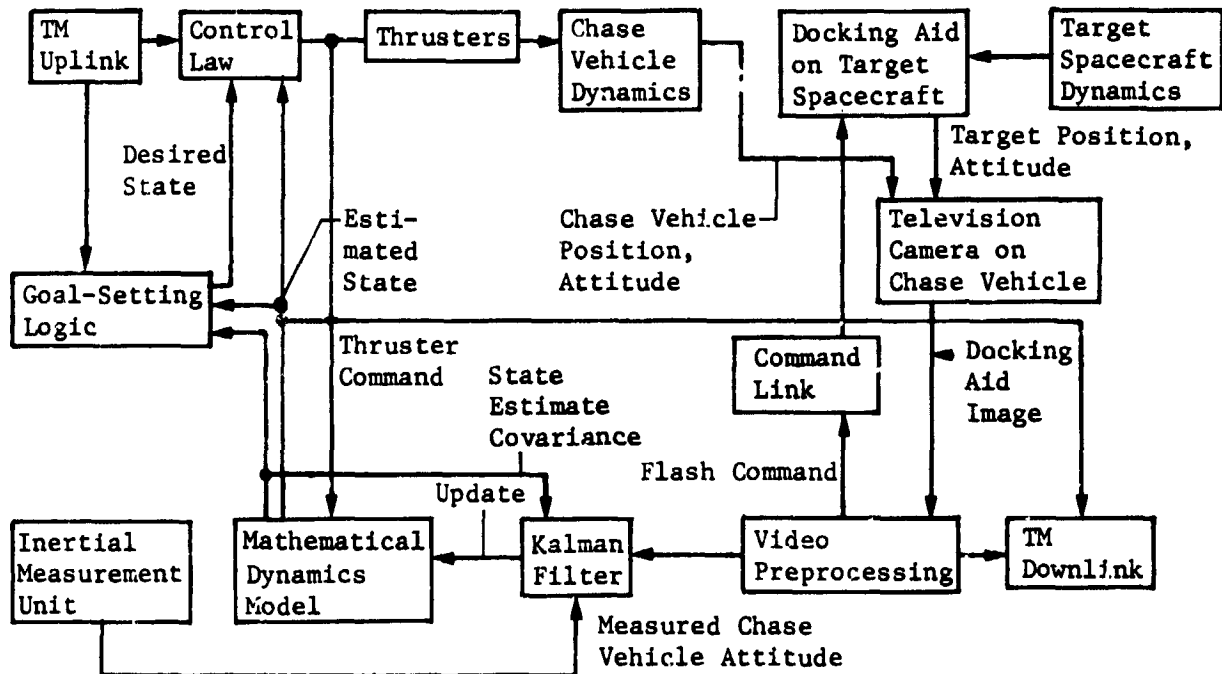 TM
Uplink
Control
Law
Thrusters
Chase
Vehicle
Dynamics
Docking Aid
on Target
Spacecraft
Target
Spacecraft
Dynamics
Desired
State
Target Position,
Attitude
Esti-
mated
State
Chase Vehicle
Position,
Attitude
Television
Camera on
Chase Vehicle
Goal-Setting
Logic
Thruster
Command
State
Estimate
Covariance
Command
Link
Docking
Aid
Image
Flash Command
Update
Inertial
Measurement
Unit
Mathematical
Dynamics
Model
Kalman
Filter
Video
Preprocessing
TM
Downlink
Measured Chase
Vehicle Attitude